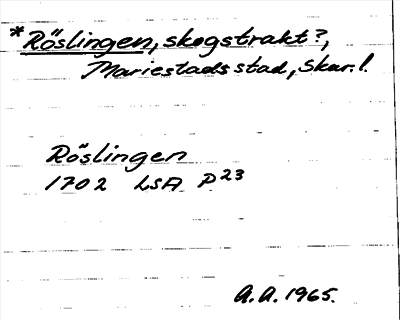 *Röslingen, skogstrakt?,
Mariestads stad, Skar. l.
Röslingen
1702 LSA P23
A.A. 1965.